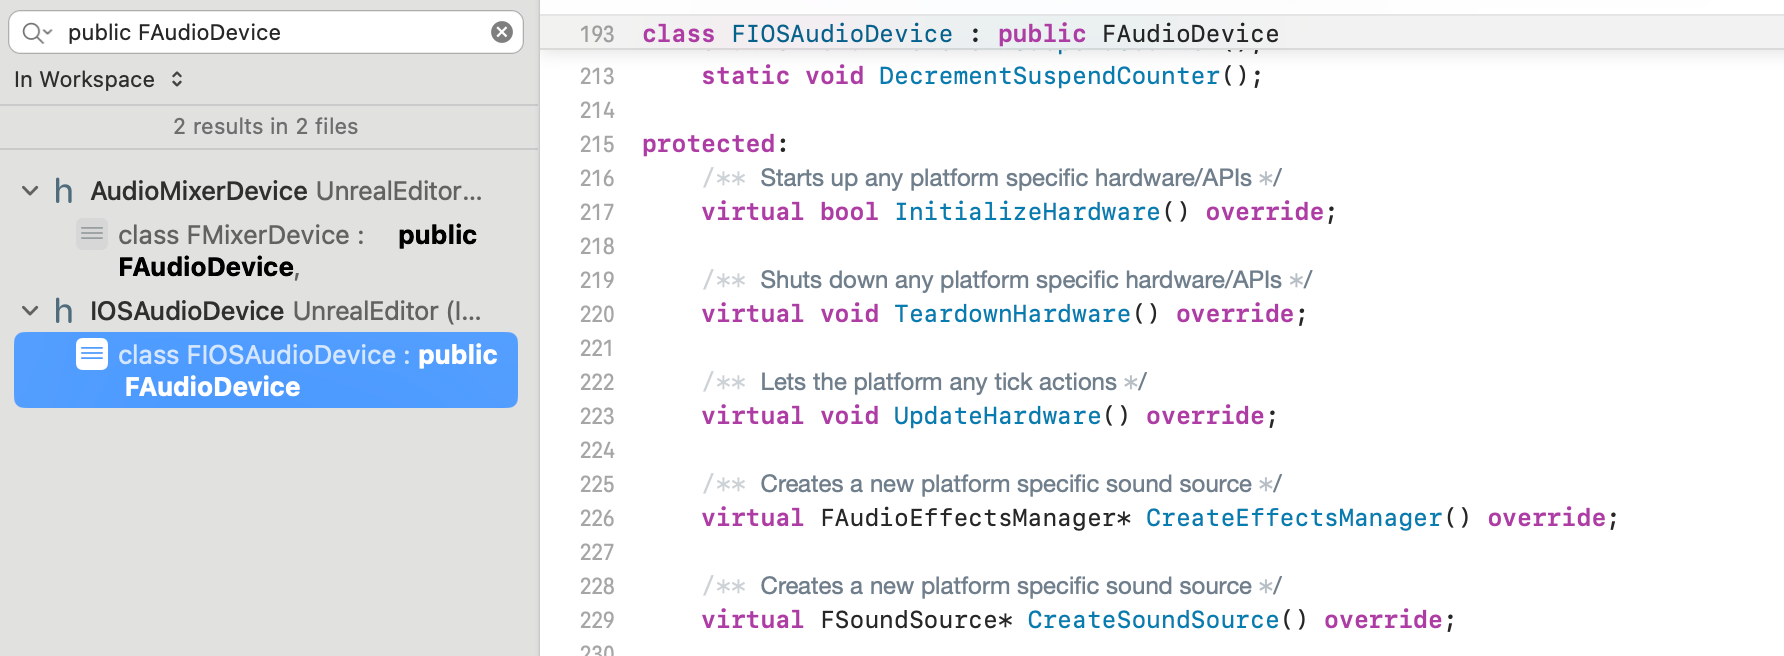 public FAudioDevice
In Workspace
2 results in 2 files
AudioMixerDevice UnrealEditor...
class FMixerDevice : public
FAudioDevice,
IOSAudioDevice UnrealEditor (I...
class FIOSAudioDevice : public
FAudioDevice
193 class FIOSAudioDevice : public FAudioDevice
213 static void DecrementSuspendCounter();
214
215 protected:
216 /** Starts up any platform specific hardware/APIs */
217 virtual bool InitializeHardware() override;
218
219 /** Shuts down any platform specific hardware/APIs */
220 virtual void TeardownHardware() override;
221
222 /** Lets the platform any tick actions */
223 virtual void UpdateHardware() override;
224
225 /** Creates a new platform specific sound source */
226 virtual FAudioEffectsManager* CreateEffectsManager() override;
227
228 /** Creates a new platform specific sound source */
229 virtual FSoundSource* CreateSoundSource() override;
230